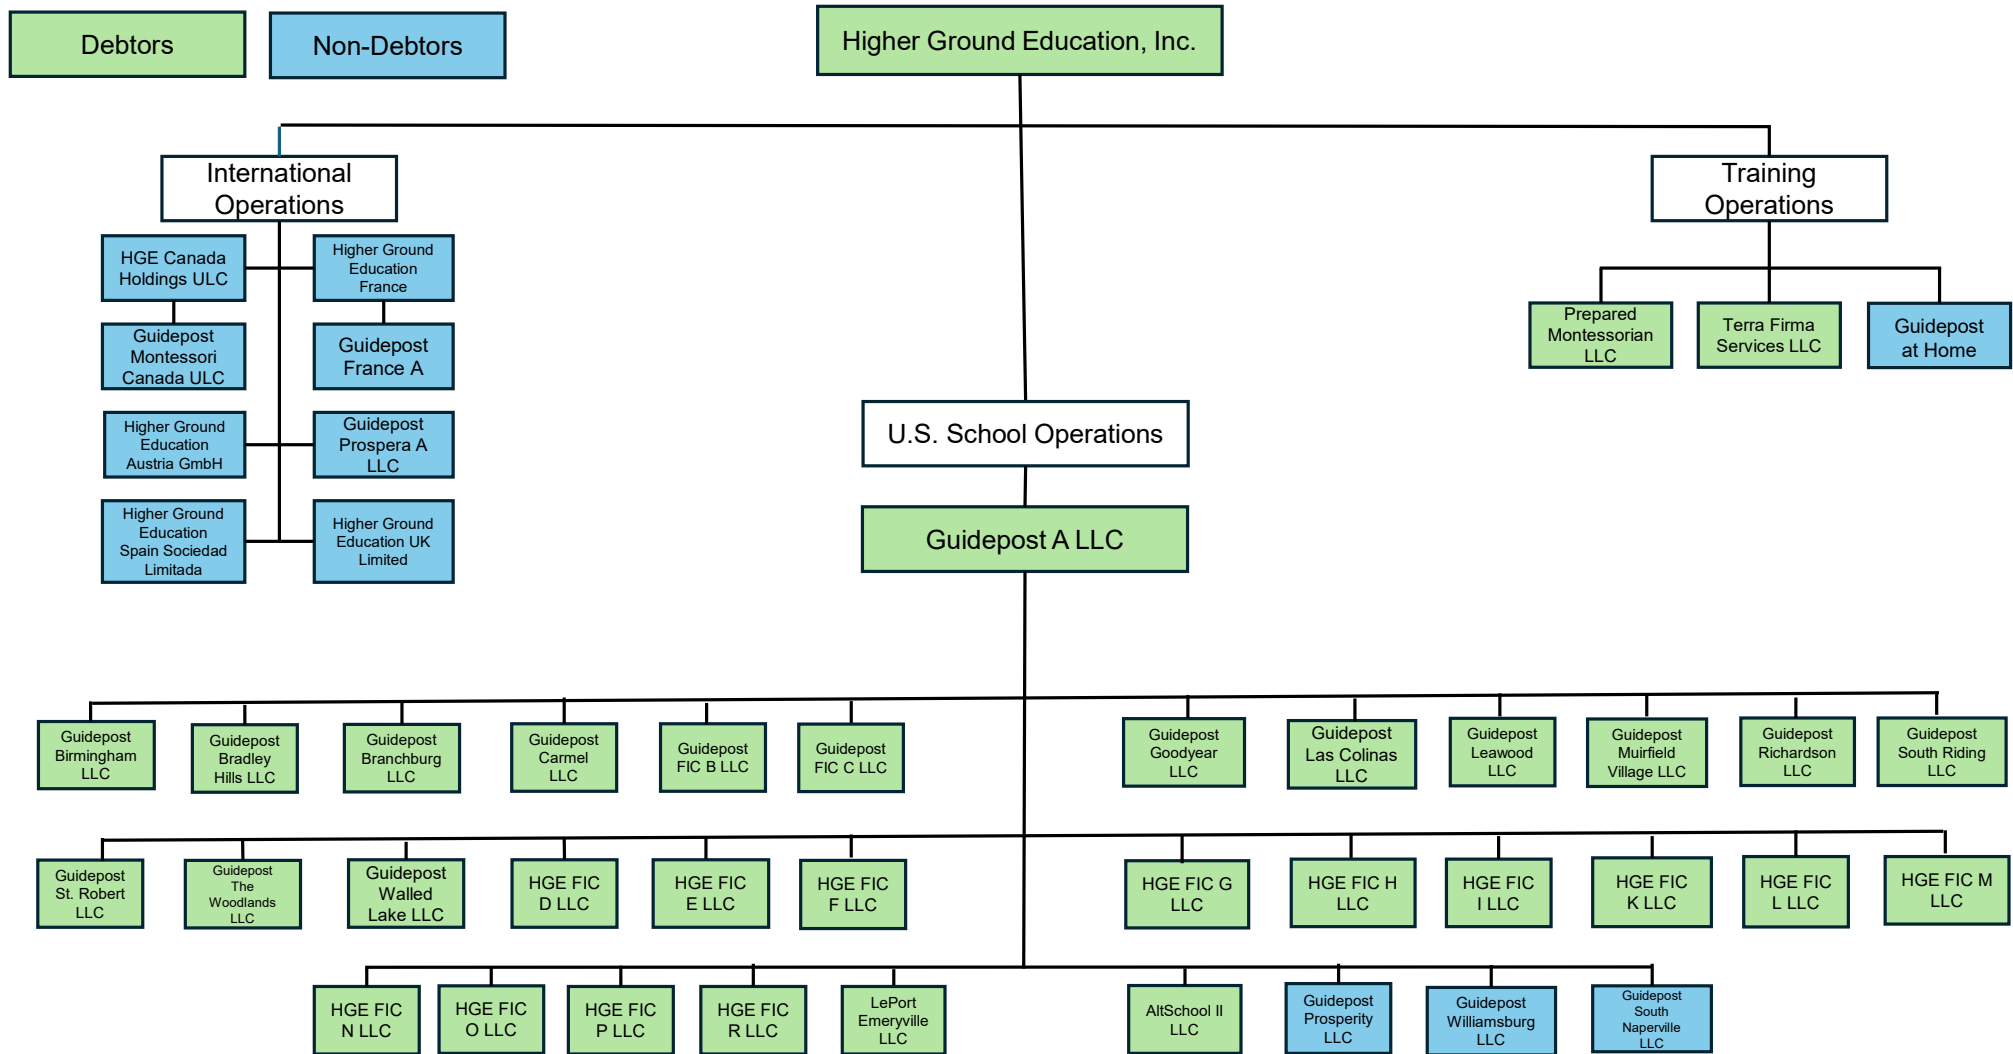 Debtors
Non-Debtors
Higher Ground Education, Inc.
International
Operations
Training
Operations
HGE Canada
Holdings ULC
Higher Ground
Education
France
Guidepost
Montessori
Canada ULC
Guidepost
France A
Higher Ground
Education
Austria GmbH
Guidepost
Prospera A
LLC
Higher Ground
Education
Spain Sociedad
Limitada
Higher Ground
Education UK
Limited
Prepared
Montessorian
LLC
Terra Firma
Services LLC
Guidepost
at Home
U.S. School Operations
Guidepost A LLC
Guidepost
Birmingham
LLC
Guidepost
Bradley
Hills LLC
Guidepost
Branchburg
LLC
Guidepost
Carmel
LLC
Guidepost
FIC B LLC
Guidepost
FIC C LLC
Guidepost
Goodyear
LLC
Guidepost
Las Colinas
LLC
Guidepost
Leawood
LLC
Guidepost
Muirfield
Village LLC
Guidepost
Richardson
LLC
Guidepost
South Riding
LLC
Guidepost
St. Robert
LLC
Guidepost
The
Woodlands
LLC
Guidepost
Walled
Lake LLC
HGE FIC
D LLC
HGE FIC
E LLC
HGE FIC
F LLC
HGE FIC G
LLC
HGE FIC H
LLC
HGE FIC
I LLC
HGE FIC
K LLC
HGE FIC
L LLC
HGE FIC M
LLC
HGE FIC
N LLC
HGE FIC
O LLC
HGE FIC
P LLC
HGE FIC
R LLC
LePort
Emeryville
LLC
AltSchool II
LLC
Guidepost
Prosperity
LLC
Guidepost
Williamsburg
LLC
Guidepost
South
Naperville
LLC